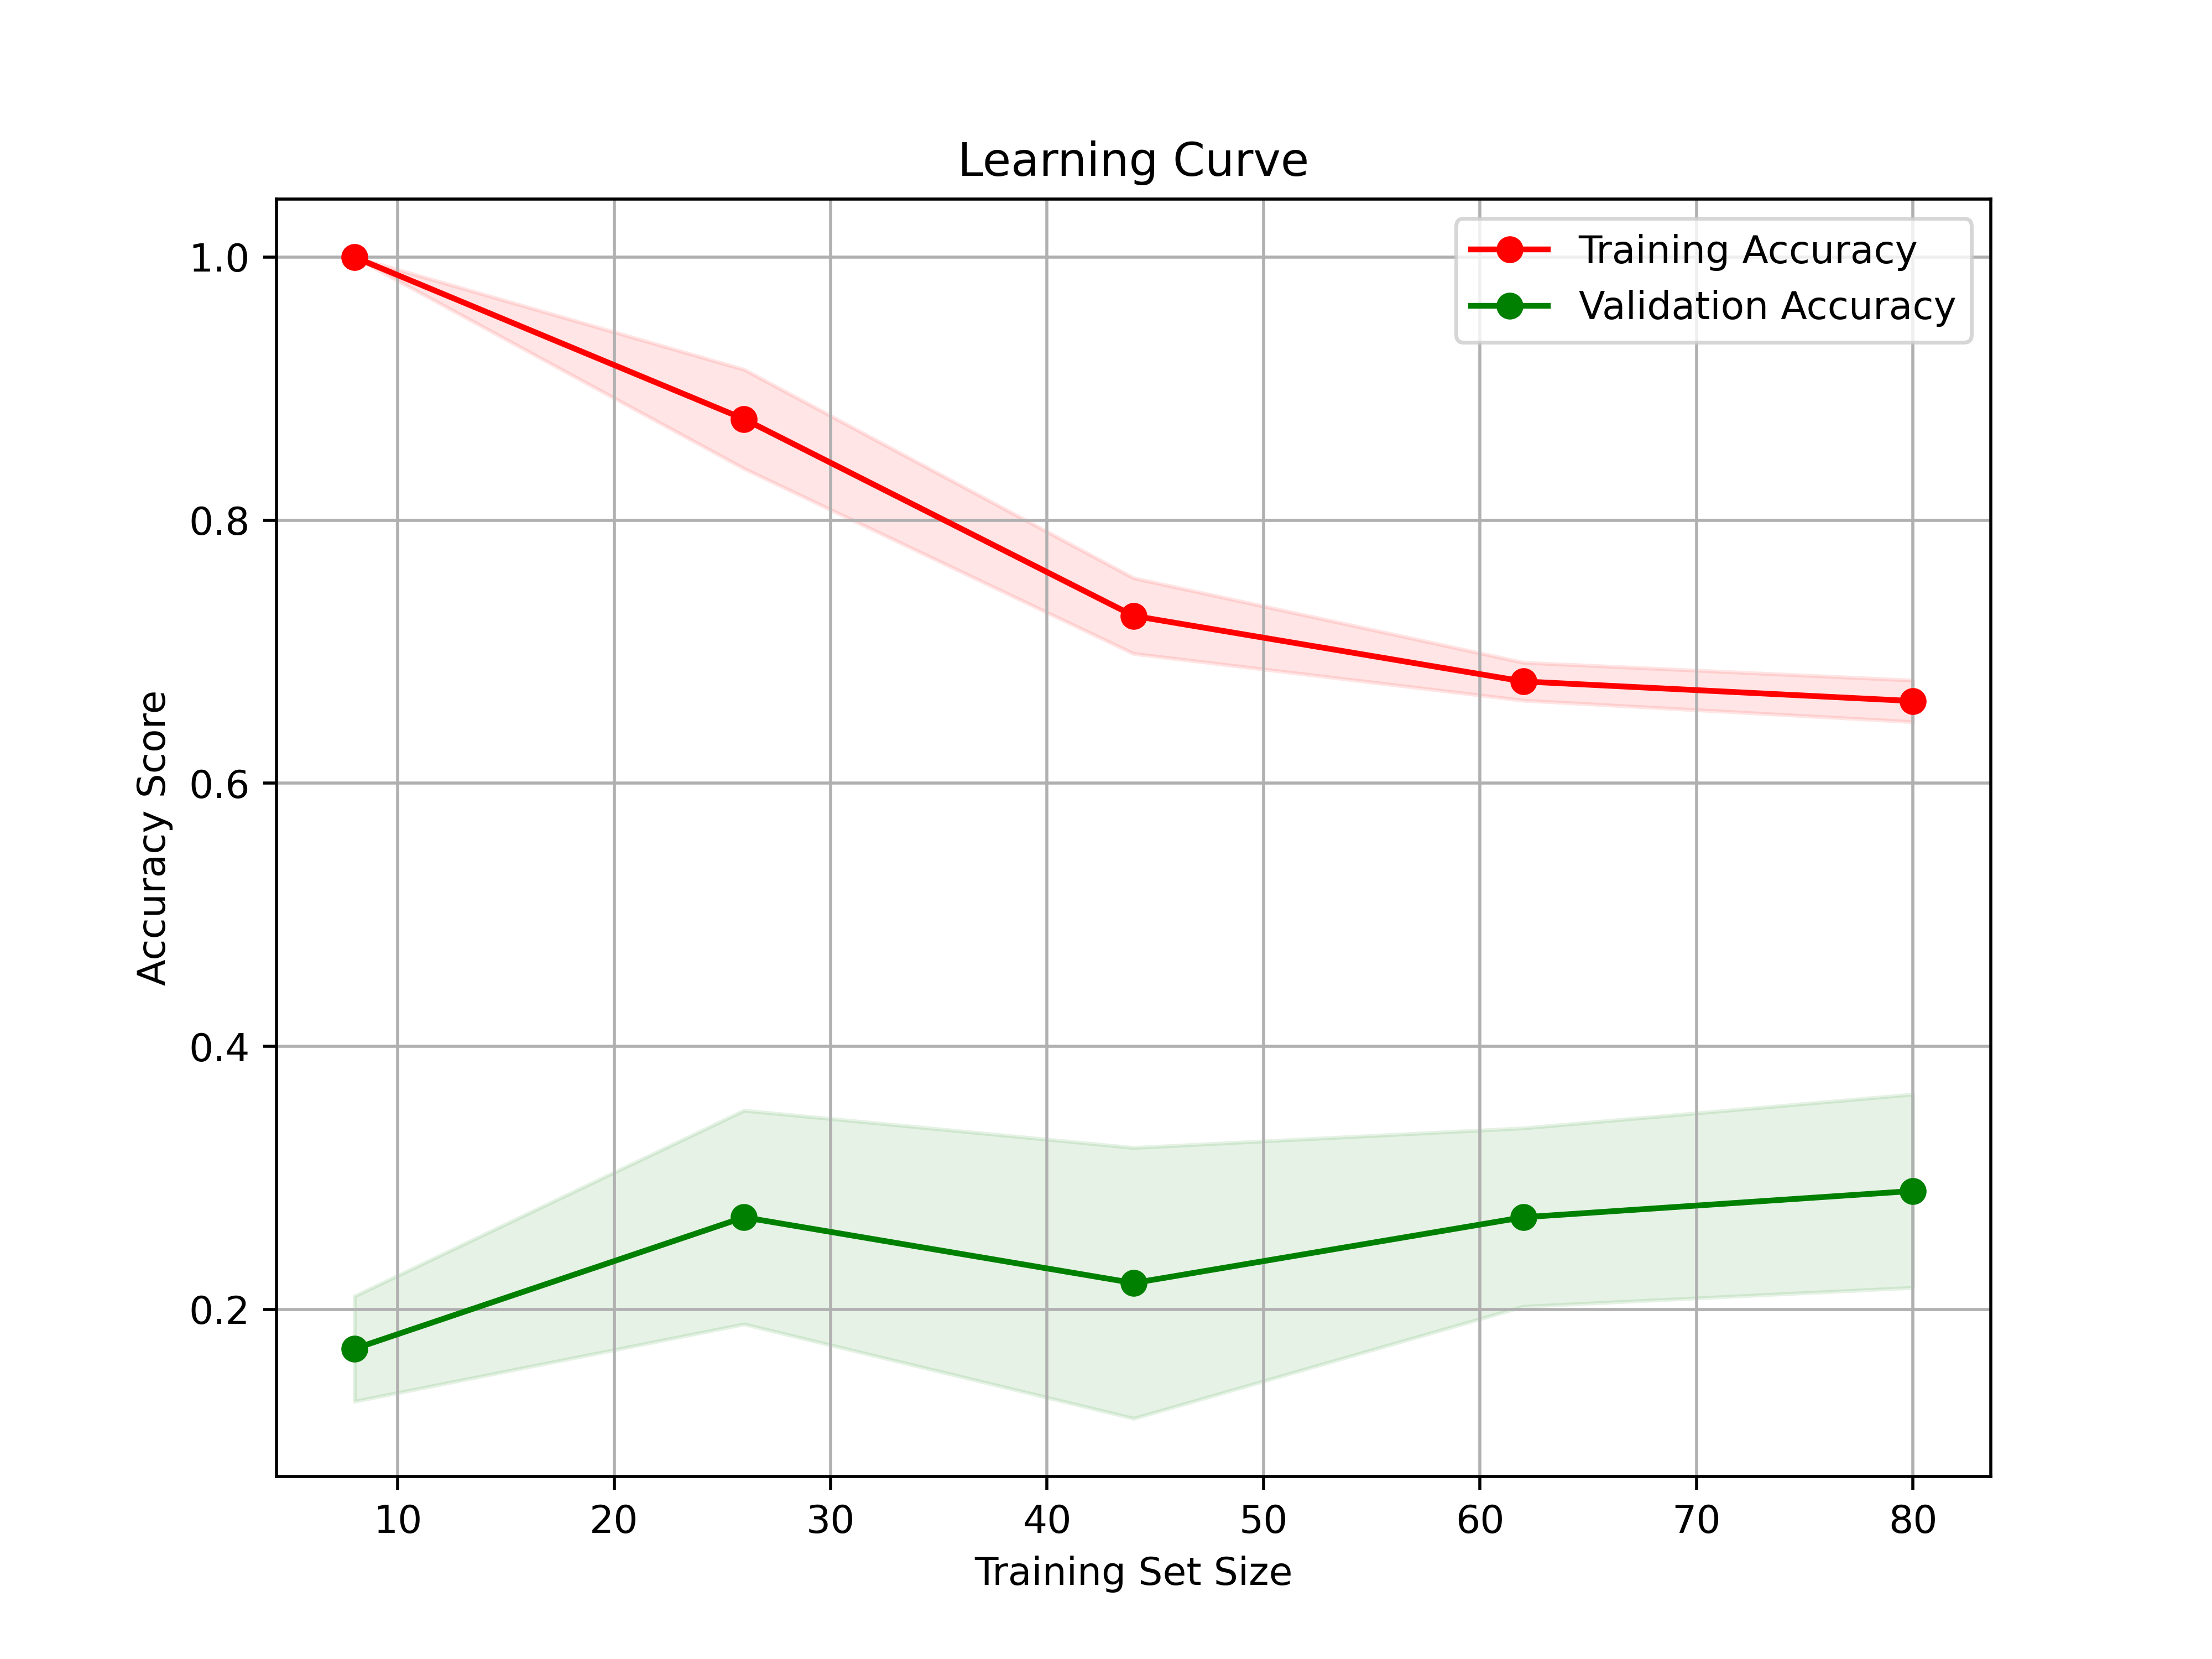 Learning Curve
Training Accuracy
Validation Accuracy
Accuracy Score
1.0
0.8
0.6
0.4
0.2
10 20 30 40 50 60 70 80
Training Set Size